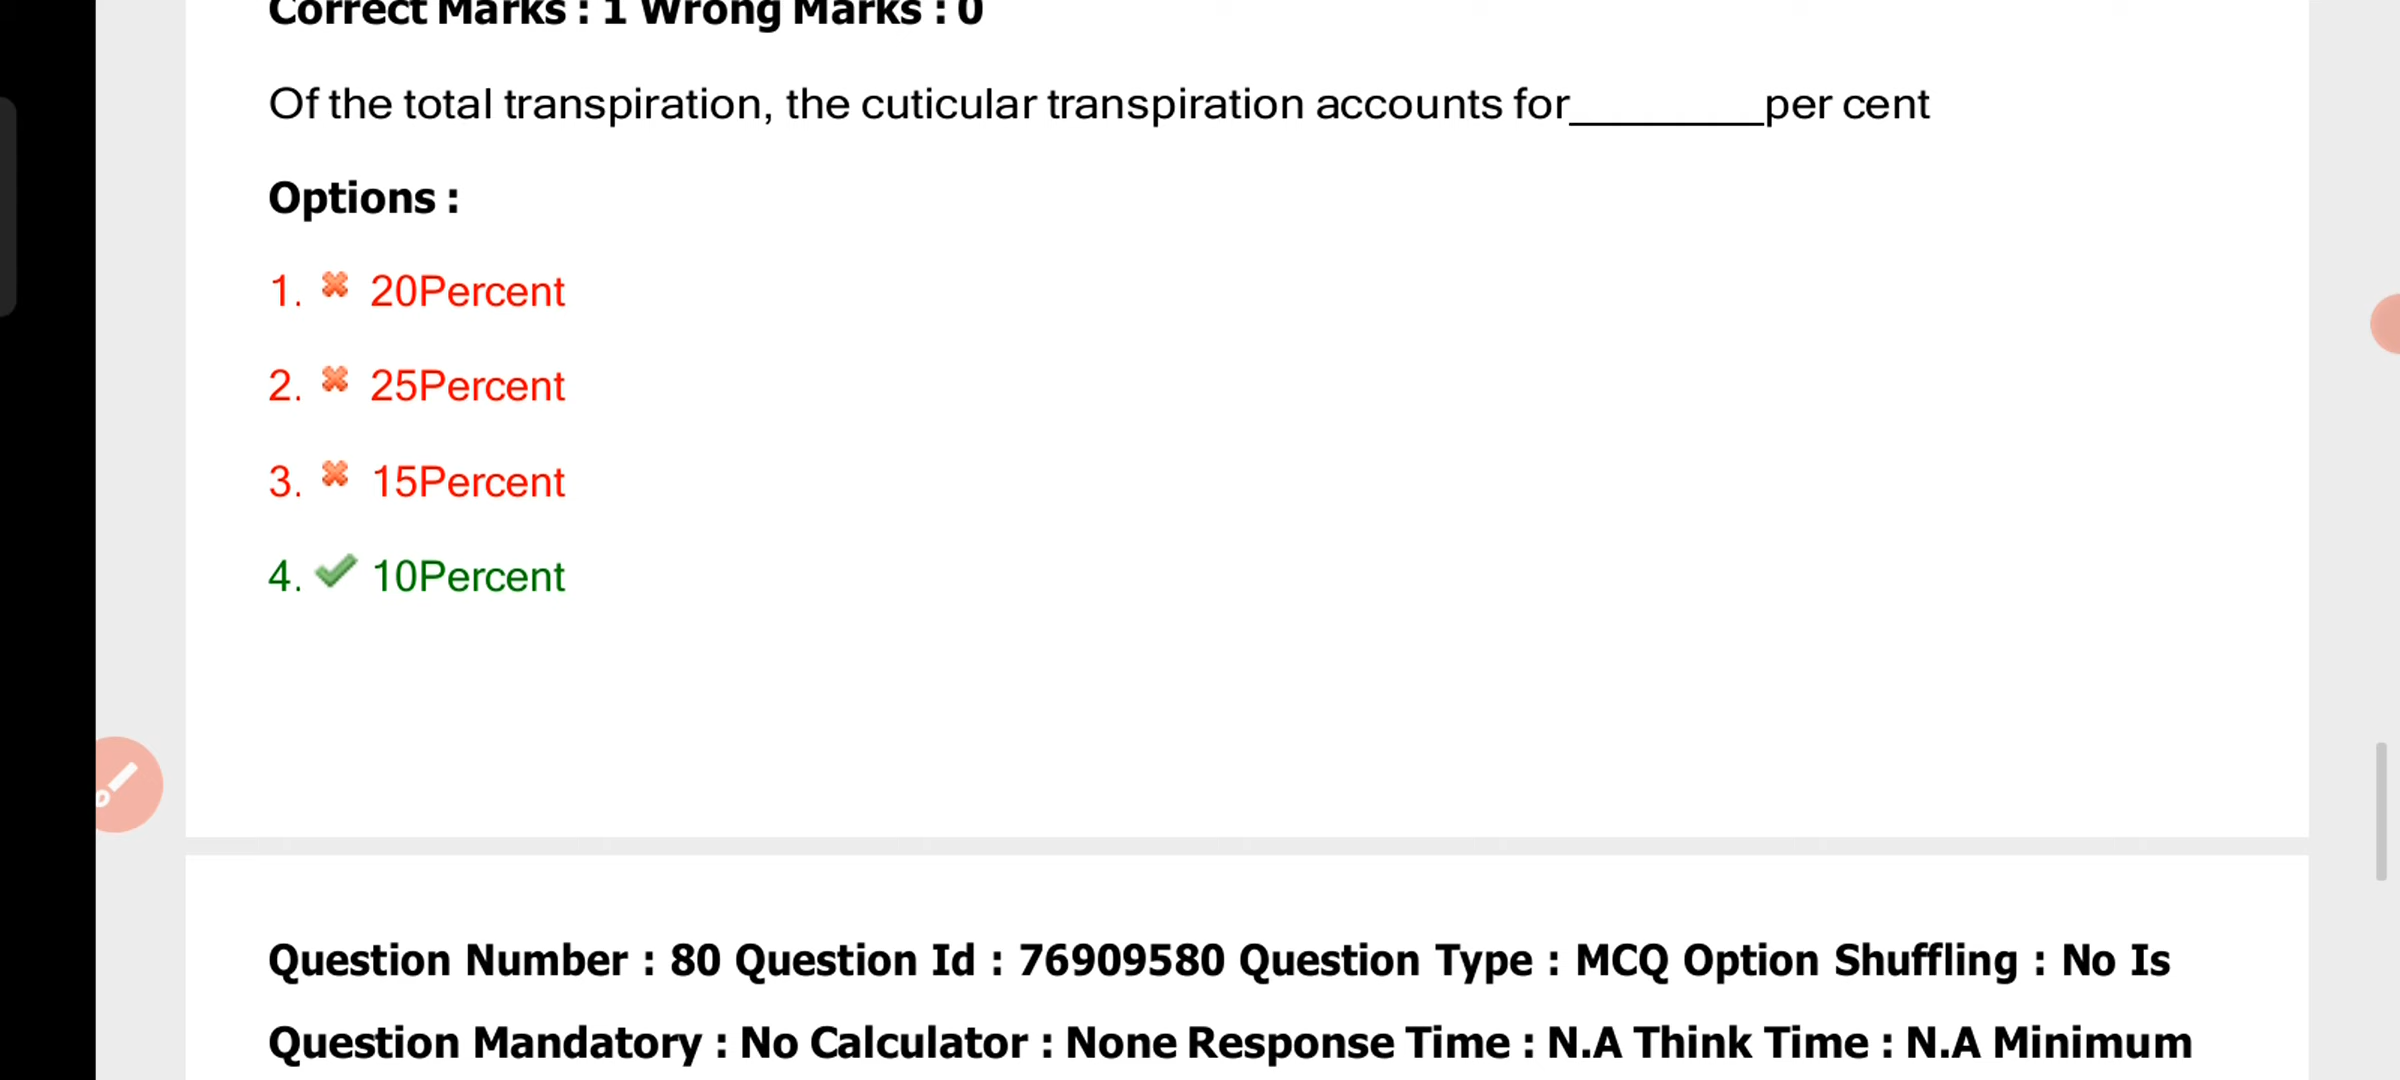 Correct Marks : 1 Wrong Marks : 0
Of the total transpiration, the cuticular transpiration accounts for________per cent
Options :
1. 20Percent
2. 25Percent
3. 15Percent
4. 10Percent
Question Number : 80 Question Id : 76909580 Question Type : MCQ Option Shuffling : No Is
Question Mandatory : No Calculator : None Response Time : N.A Think Time : N.A Minimum